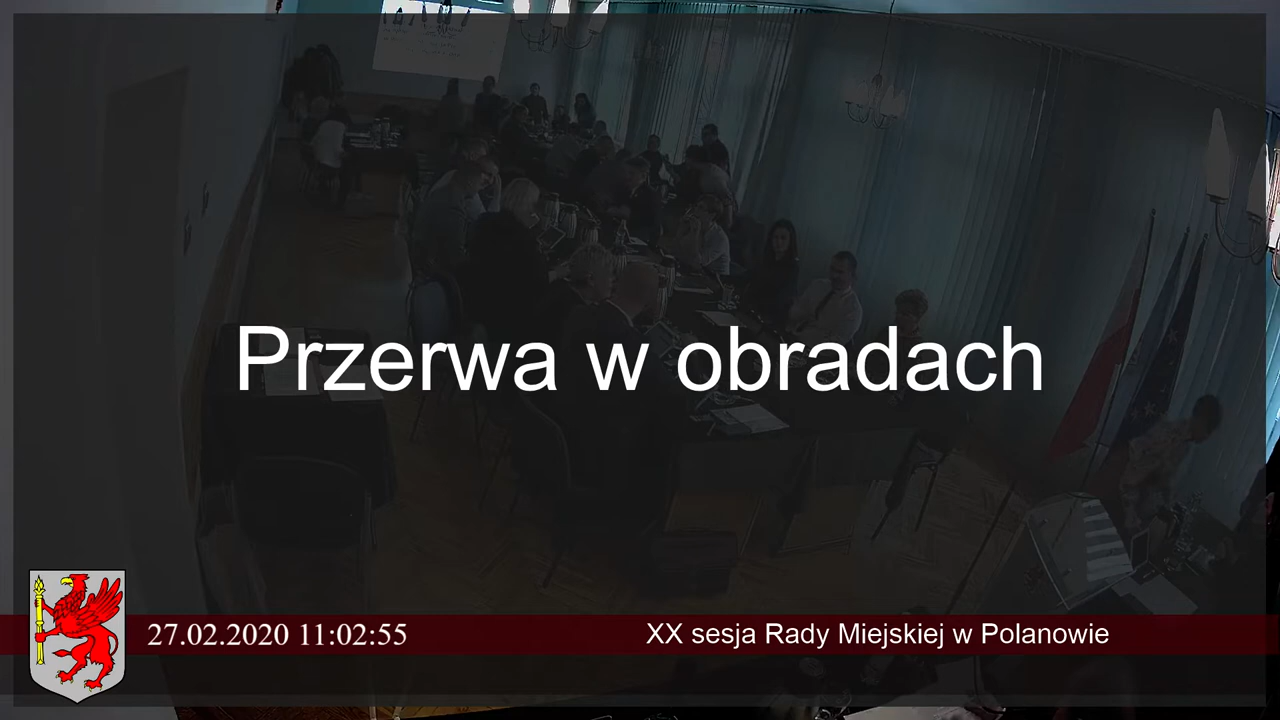 Przerwa w obradach
27.02.2020 11:02:55
XX sesja Rady Miejskiej w Polanowie